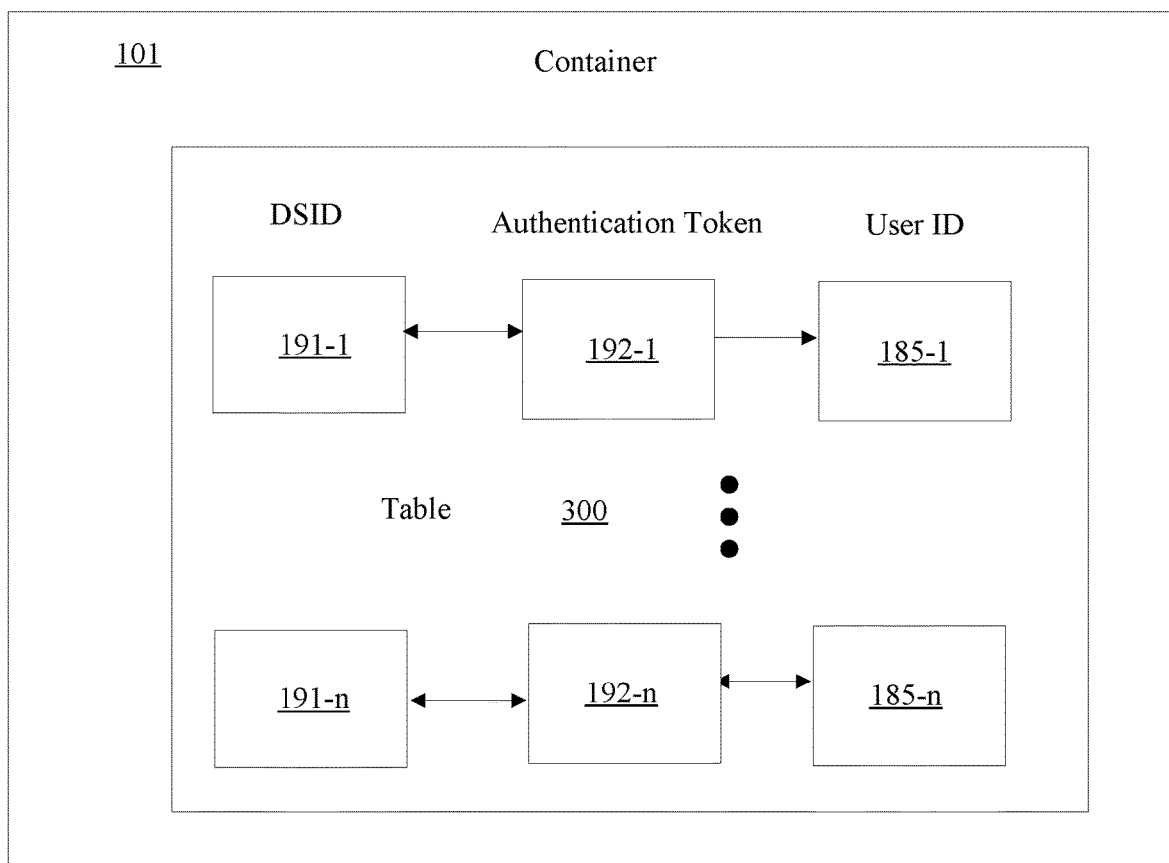 101
Container
DSID
Authentication Token
User ID
191-1
192-1
185-1
Table
300
191-n
192-n
185-n